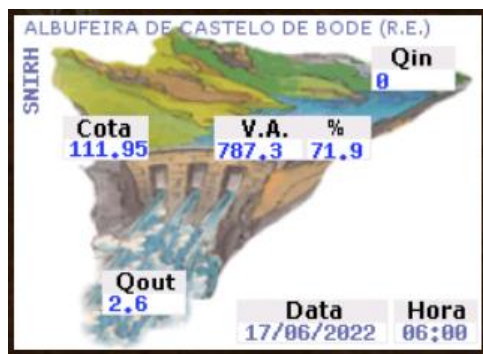 ALBUFEIRA DE CASTELO DE BODE (R.E.)
SNIRH
Qin
0
Cota
111.95
V.A. %
787.3 71.9
Qout
2.6
Data Hora
17/06/2022 06:00